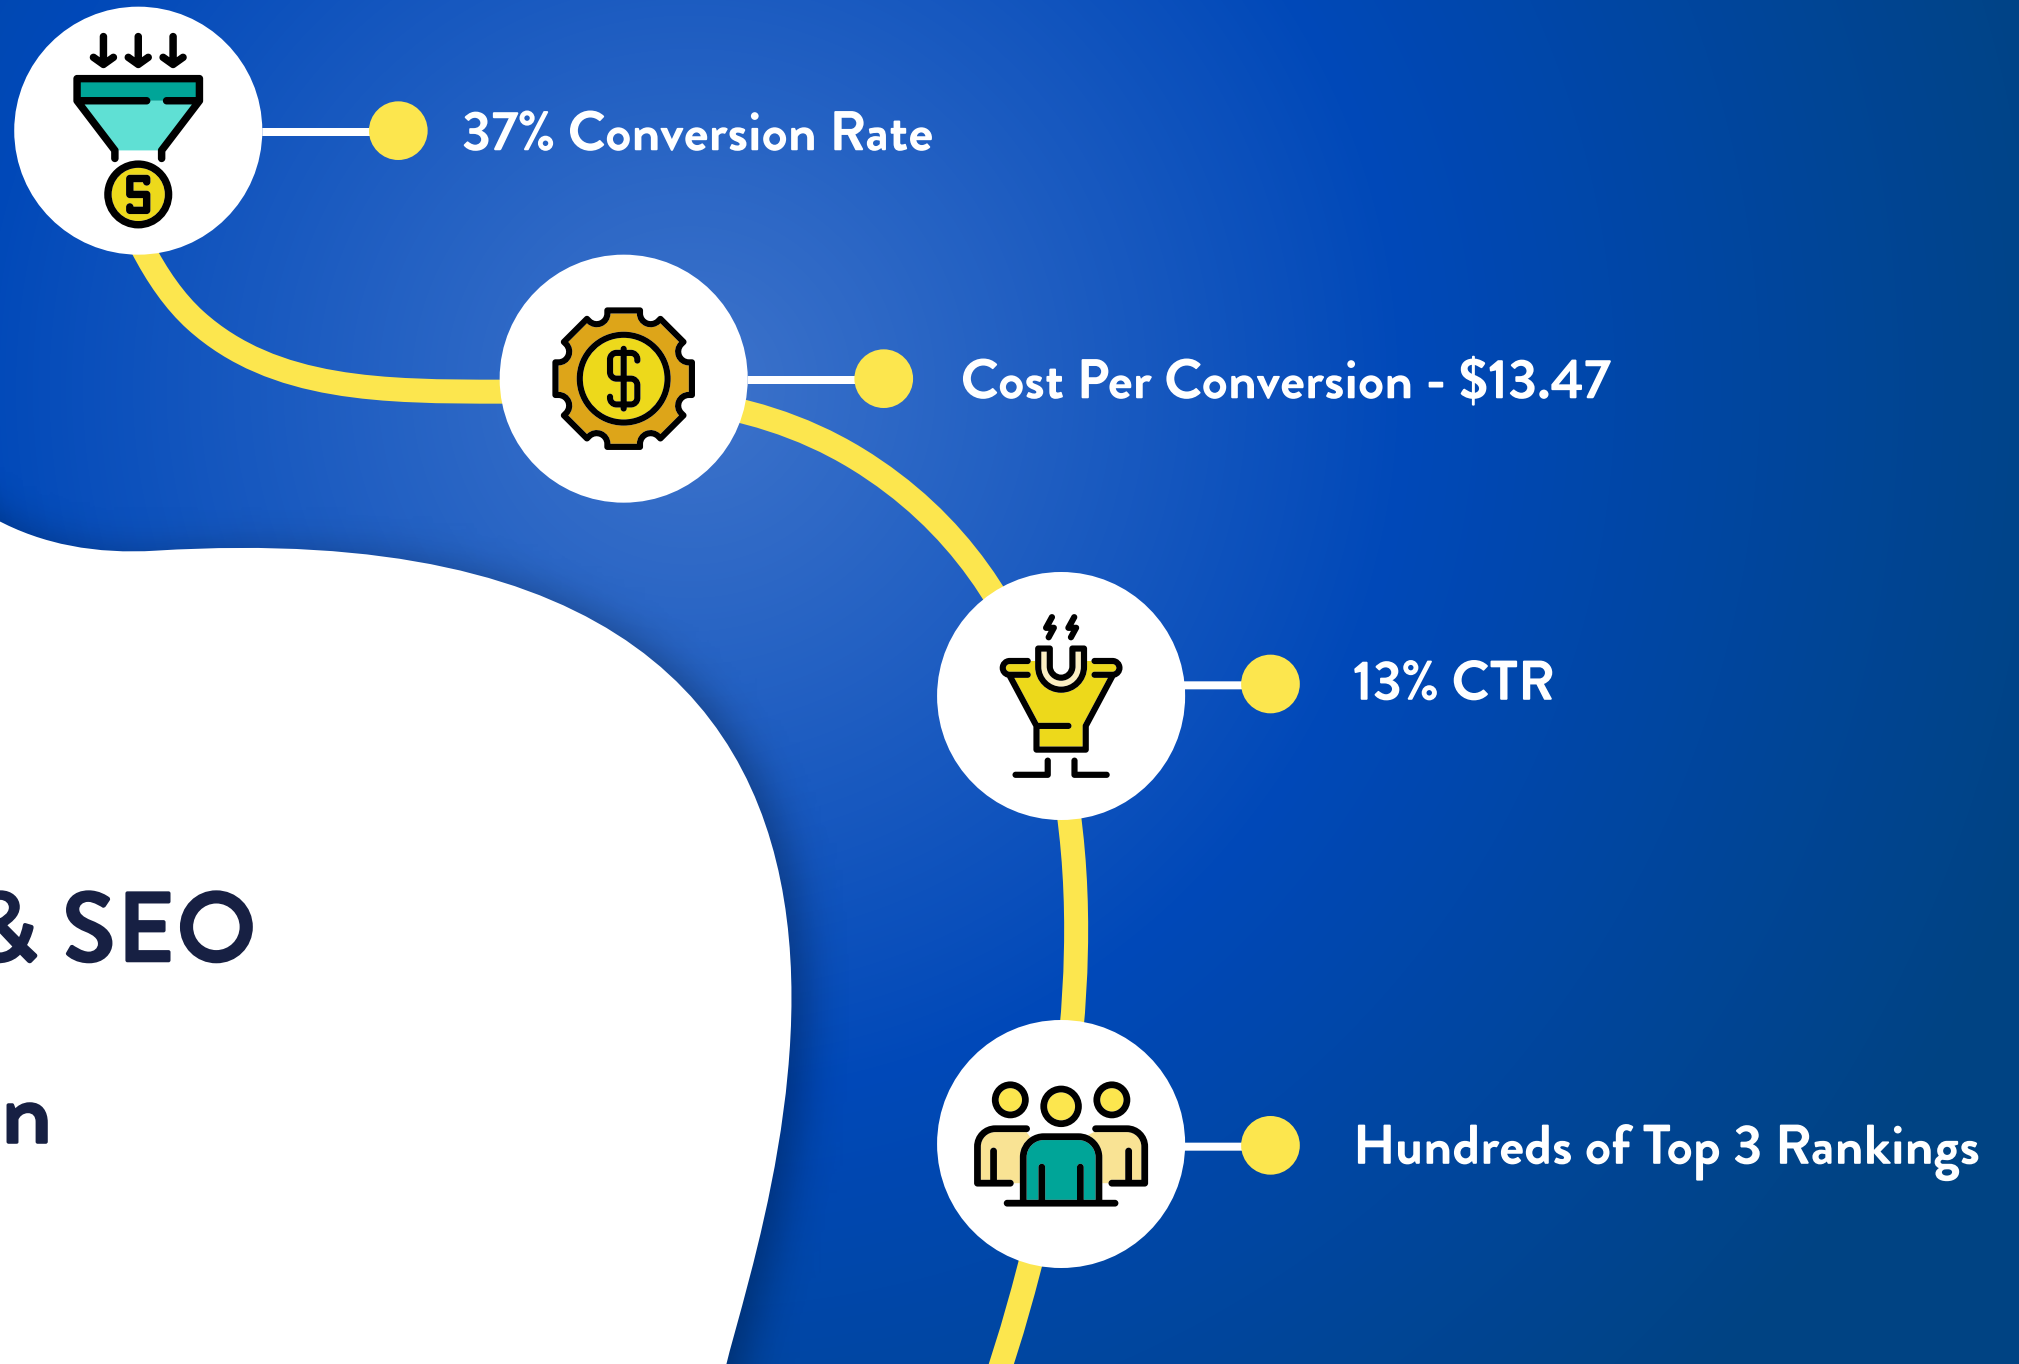 37% Conversion Rate
Cost Per Conversion - $13.47
13% CTR
& SEO
n
Hundreds of Top 3 Rankings